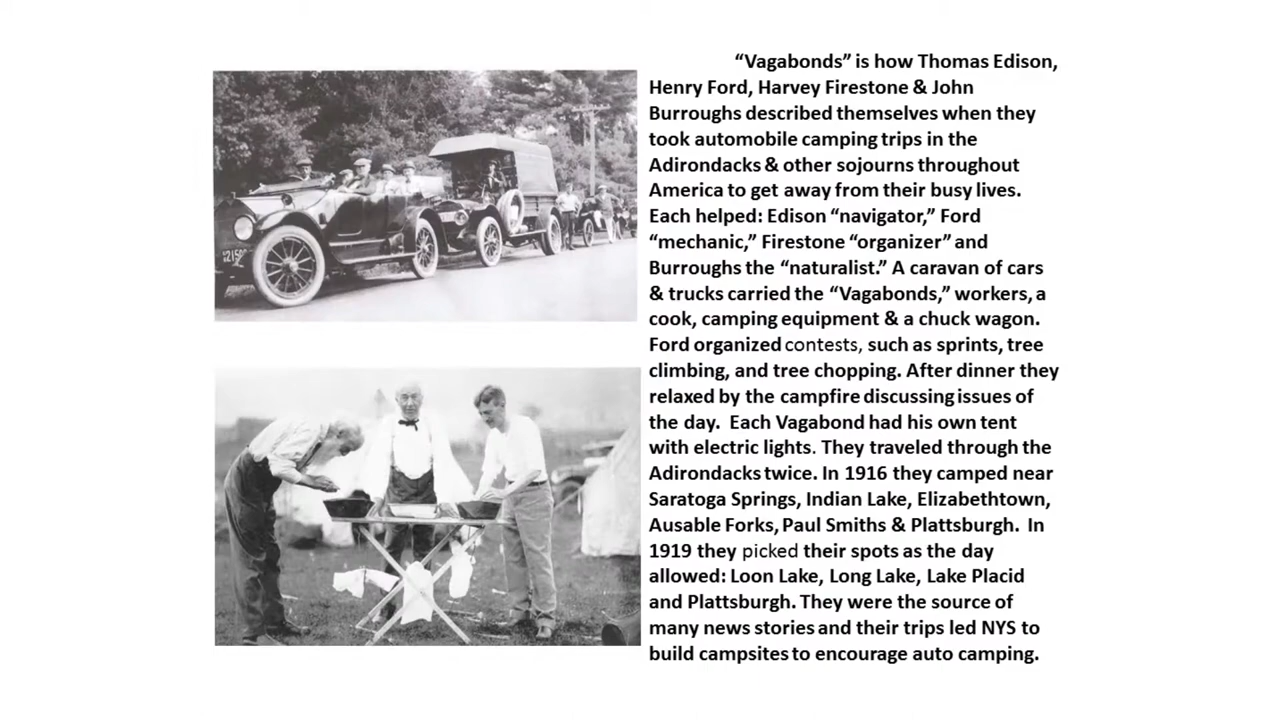 “Vagabonds” is how Thomas Edison,
Henry Ford, Harvey Firestone & John
Burroughs described themselves when they
took automobile camping trips in the
Adirondacks & other sojourns throughout
America to get away from their busy lives.
Each helped: Edison “navigator,” Ford
“mechanic,” Firestone “organizer” and
Burroughs the “naturalist.” A caravan of cars
& trucks carried the “Vagabonds,” workers, a
cook, camping equipment & a chuck wagon.
Ford organized contests, such as sprints, tree
climbing, and tree chopping. After dinner they
relaxed by the campfire discussing issues of
the day. Each Vagabond had his own tent
with electric lights. They traveled through the
Adirondacks twice. In 1916 they camped near
Saratoga Springs, Indian Lake, Elizabethtown,
Ausable Forks, Paul Smiths & Plattsburgh. In
1919 they picked their spots as the day
allowed: Loon Lake, Long Lake, Lake Placid
and Plattsburgh. They were the source of
many news stories and their trips led NYS to
build campsites to encourage auto camping.